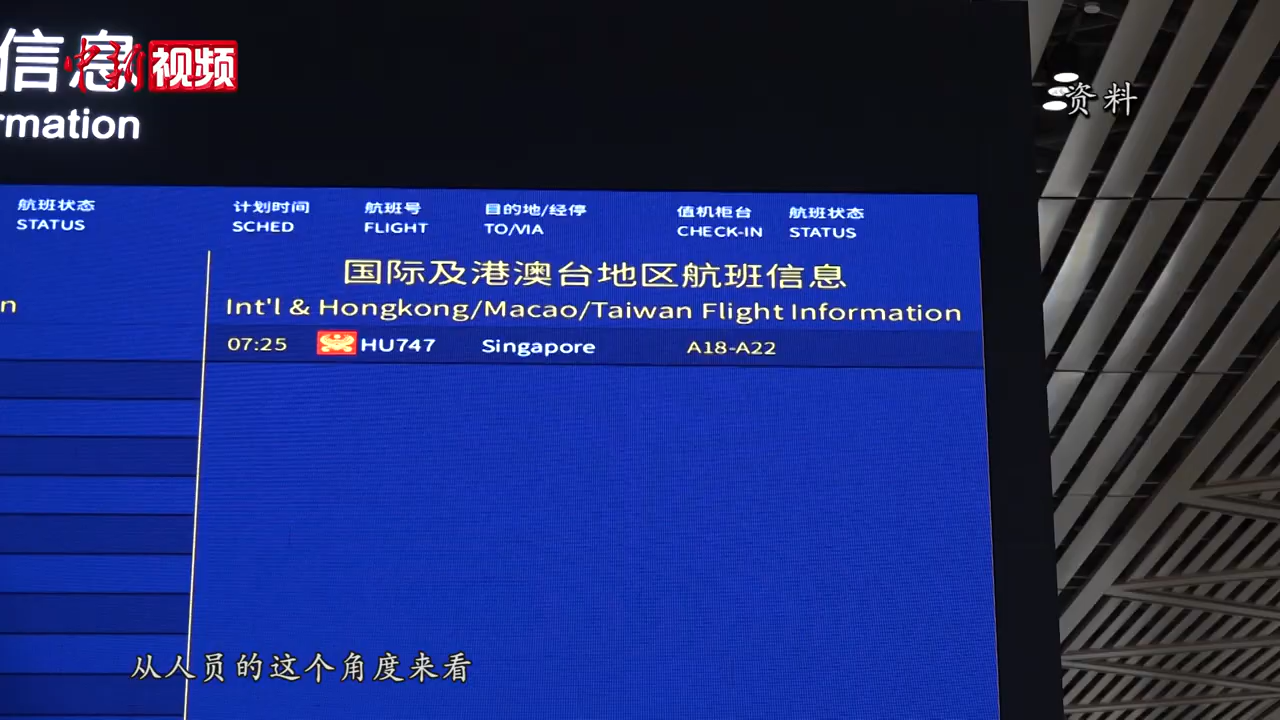 信息
中新视频
rmation
资料
航班状态 计划时间 航班号 目的地/经停 值机柜台 航班状态
STATUS SCHED FLIGHT TO/VIA CHECK-IN STATUS
国际及港澳台地区航班信息
n Int'l & Hongkong/Macao/Taiwan Flight Information
07:25 HU747 Singapore A18-A22
从人员的这个角度来看